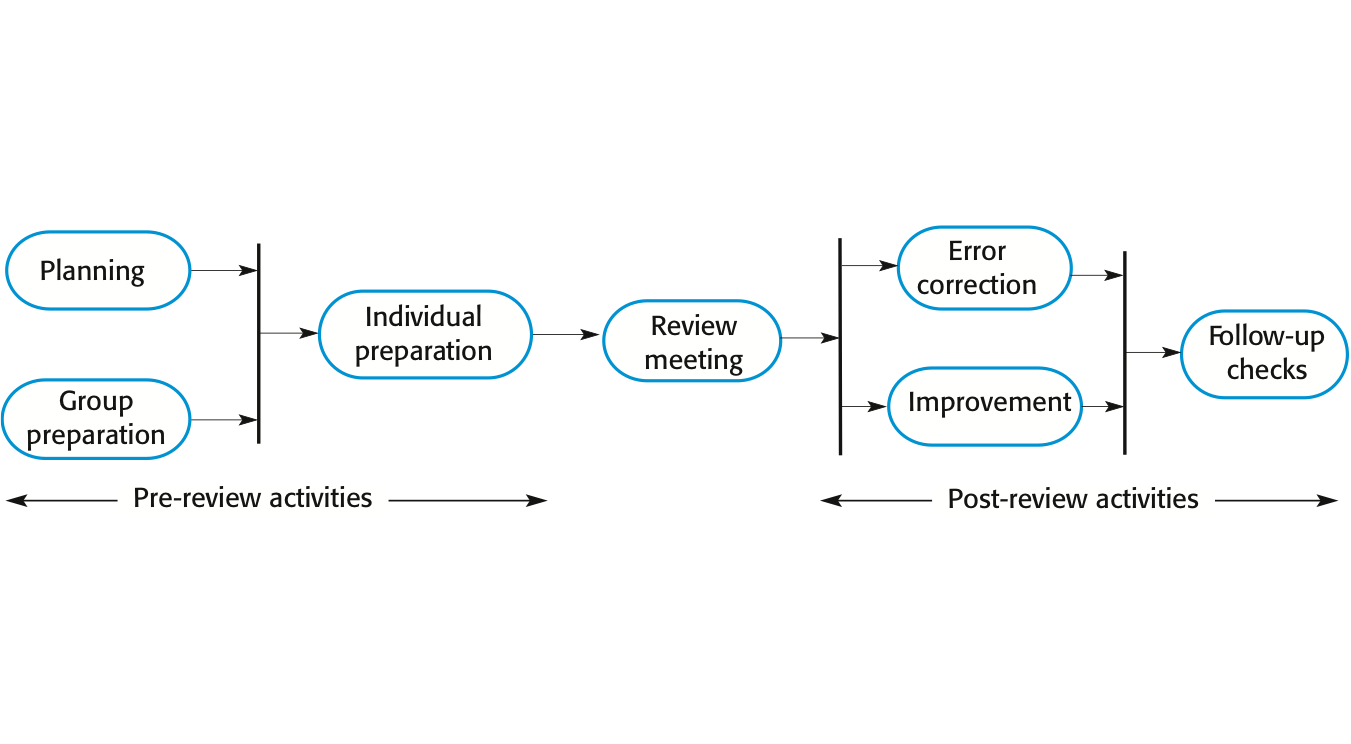 Planning
Group
preparation
Individual
preparation
Review
meeting
Error
correction
Improvement
Follow-up
checks
Pre-review activities
Post-review activities